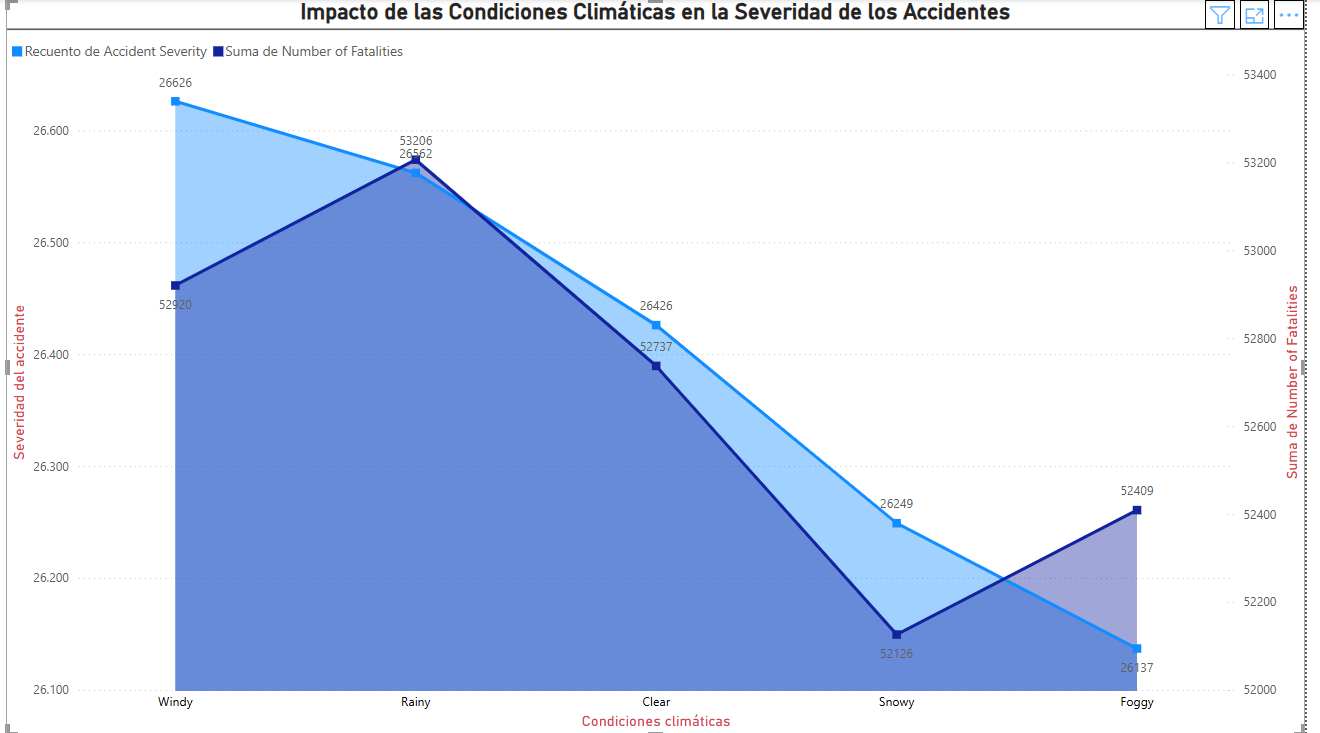 Impacto de las Condiciones Climáticas en la Severidad de los Accidentes
Recuento de Accident Severity
Suma de Number of Fatalities
Severidad del accidente
26.600
26.500
26.400
26.300
26.200
26.100
26626
52920
53206
26562
26426
52737
26249
52126
52409
26137
53400
53200
53000
52800
52600
52400
52200
52000
Suma de Number of Fatalities
Windy
Rainy
Clear
Snowy
Foggy
Condiciones climáticas